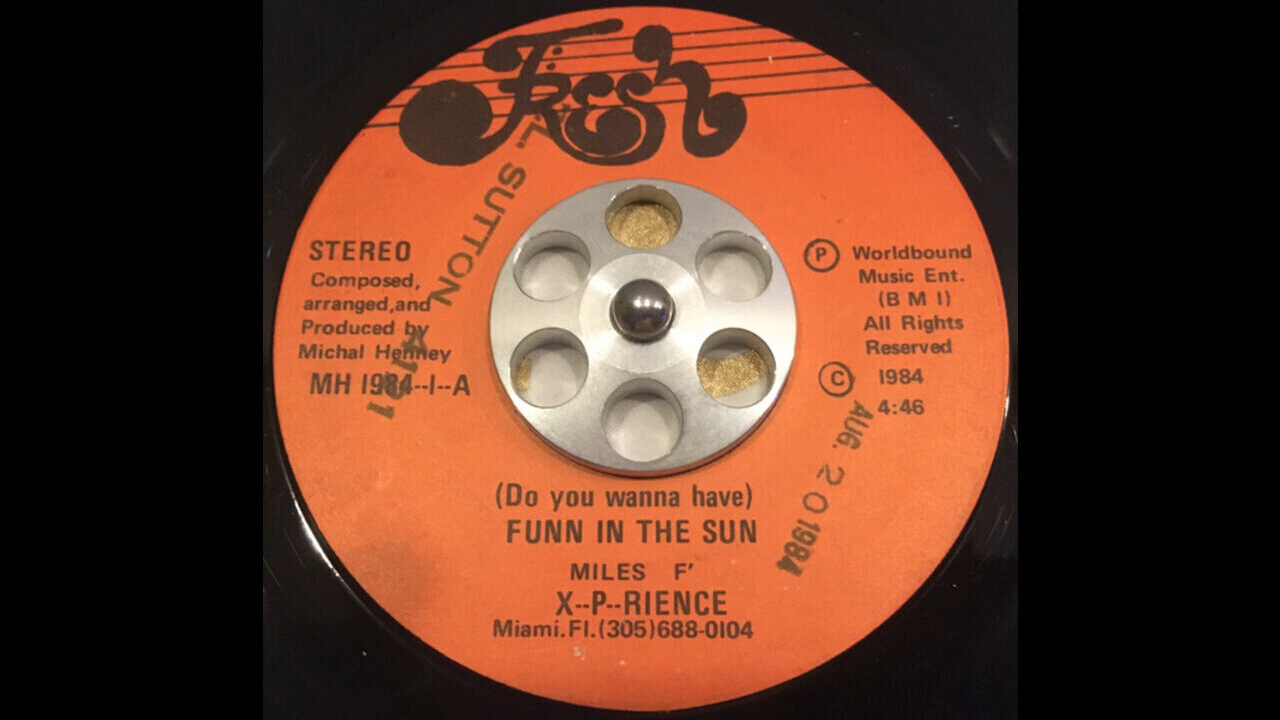 Fresh
L. SUTTON
STEREO
Composed,
arranged,and
Produced by
Michal Henney
MH 1984--I--A
P Worldbound
Music Ent.
(B M I)
All Rights
Reserved
C 1984
4:46
AUG. 20 1984
(Do you wanna have)
FUNN IN THE SUN
MILES F'
X--P--RIENCE
Miami.Fl.(305)688-0104